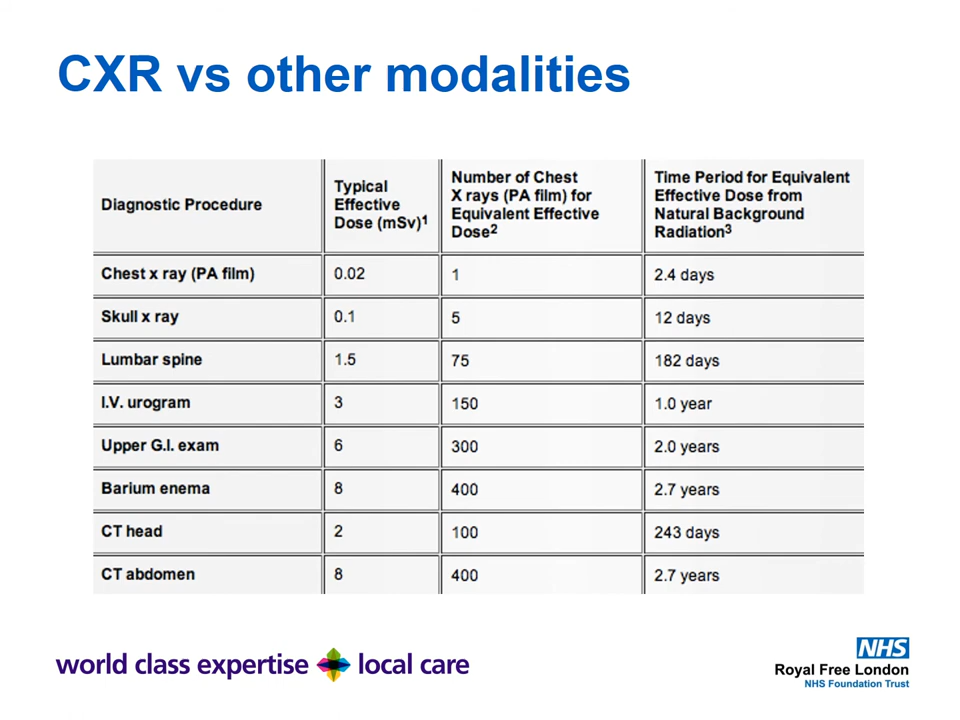 CXR vs other modalities
Diagnostic Procedure
Typical
Effective
Dose (mSv)1
Number of Chest
X rays (PA film) for
Equivalent Effective
Dose2
Time Period for Equivalent
Effective Dose from
Natural Background
Radiation3
Chest x ray (PA film) 0.02 1 2.4 days
Skull x ray 0.1 5 12 days
Lumbar spine 1.5 75 182 days
I.V. urogram 3 150 1.0 year
Upper G.I. exam 6 300 2.0 years
Barium enema 8 400 2.7 years
CT head 2 100 243 days
CT abdomen 8 400 2.7 years
world class expertise local care
NHS
Royal Free London
NHS Foundation Trust